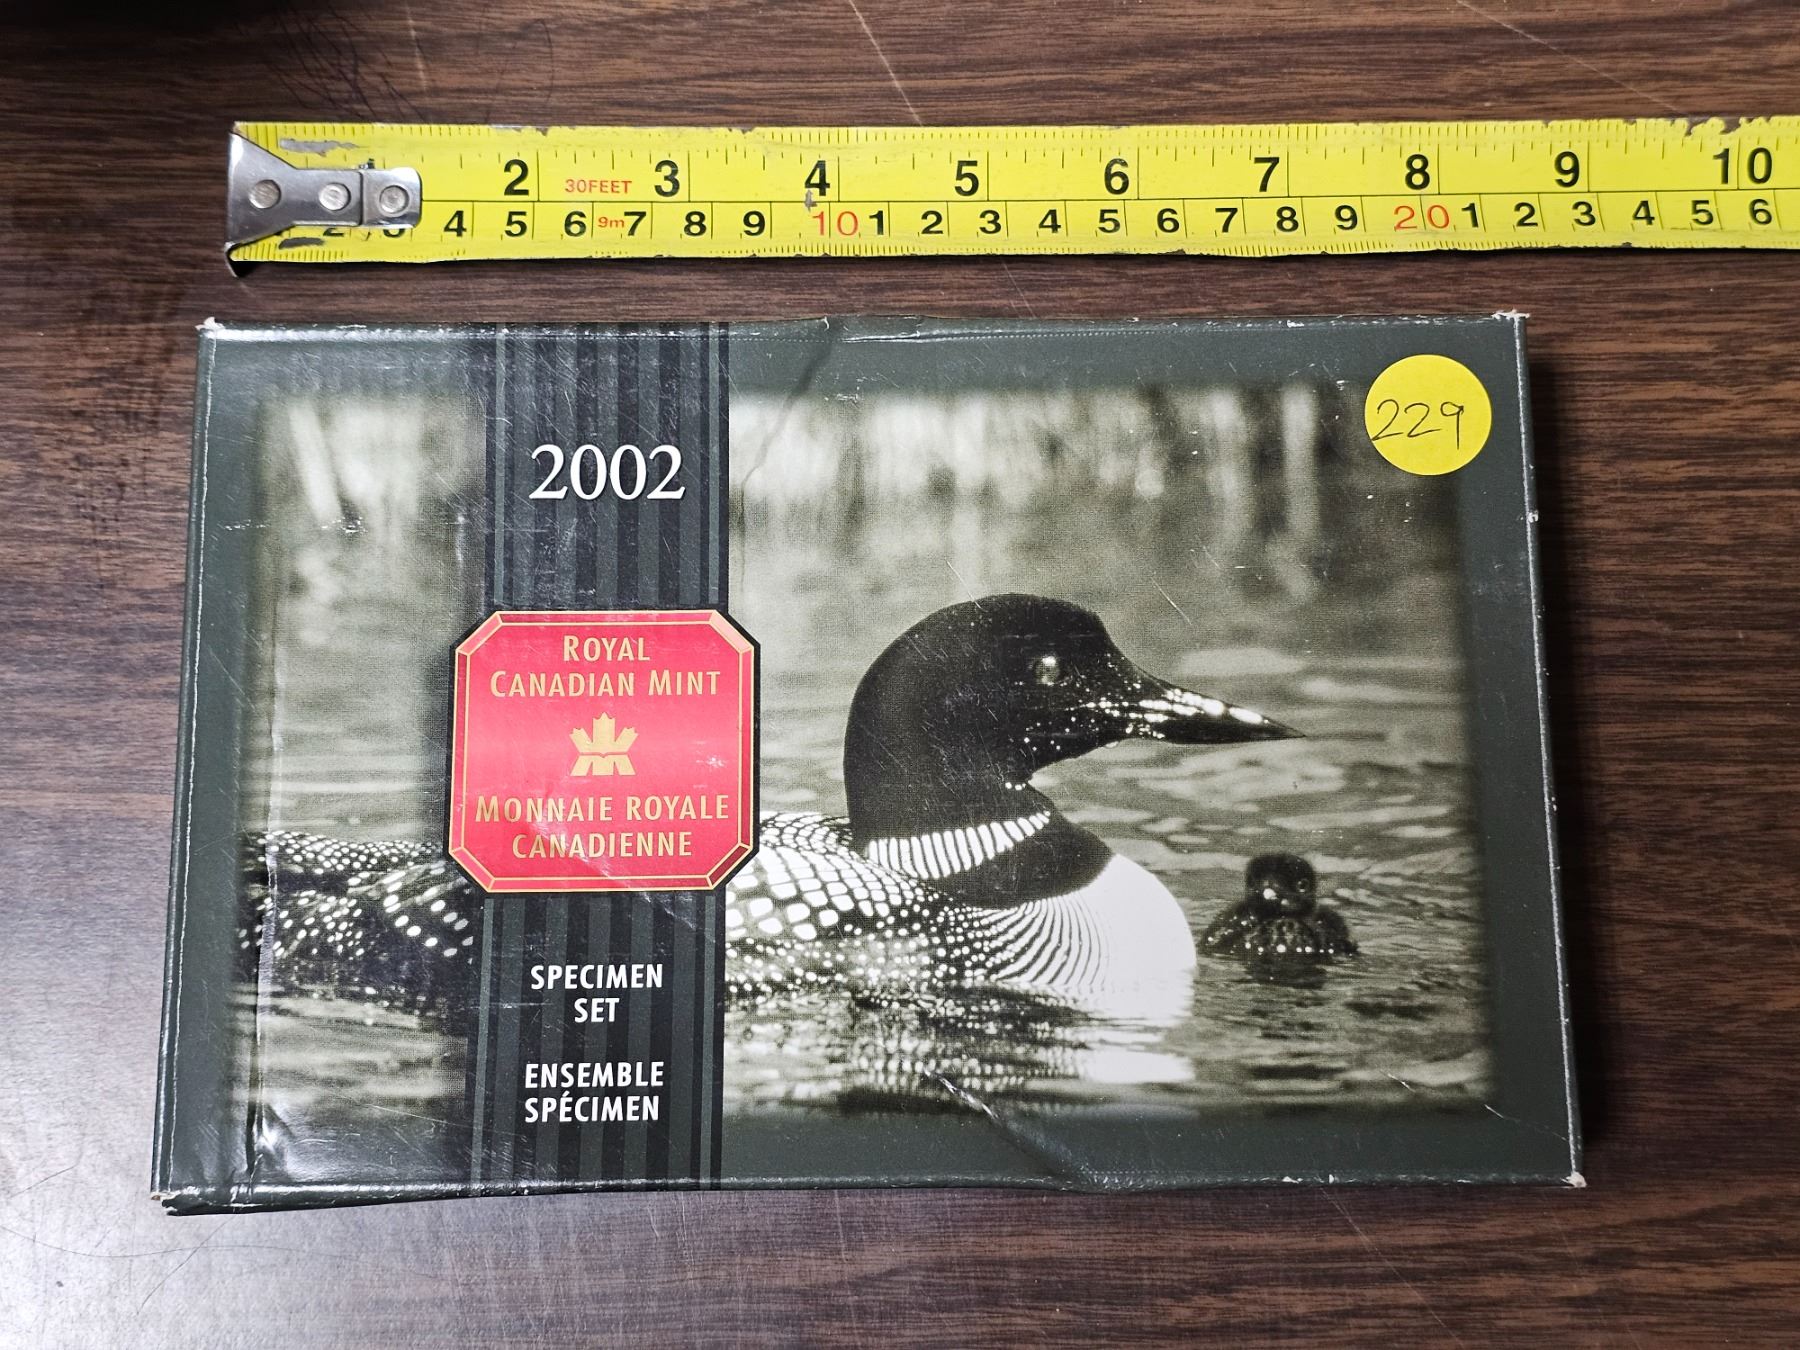 2 3 4 5 6 7 8 9 10
30FEET
4 5 6 9m 7 8 9 10 1 2 3 4 5 6 7 8 9 20 1 2 3 4 5 6
229
2002
ROYAL
CANADIAN MINT
MONNAIE ROYALE
CANADIENNE
SPECIMEN
SET
ENSEMBLE
SPÉCIMEN